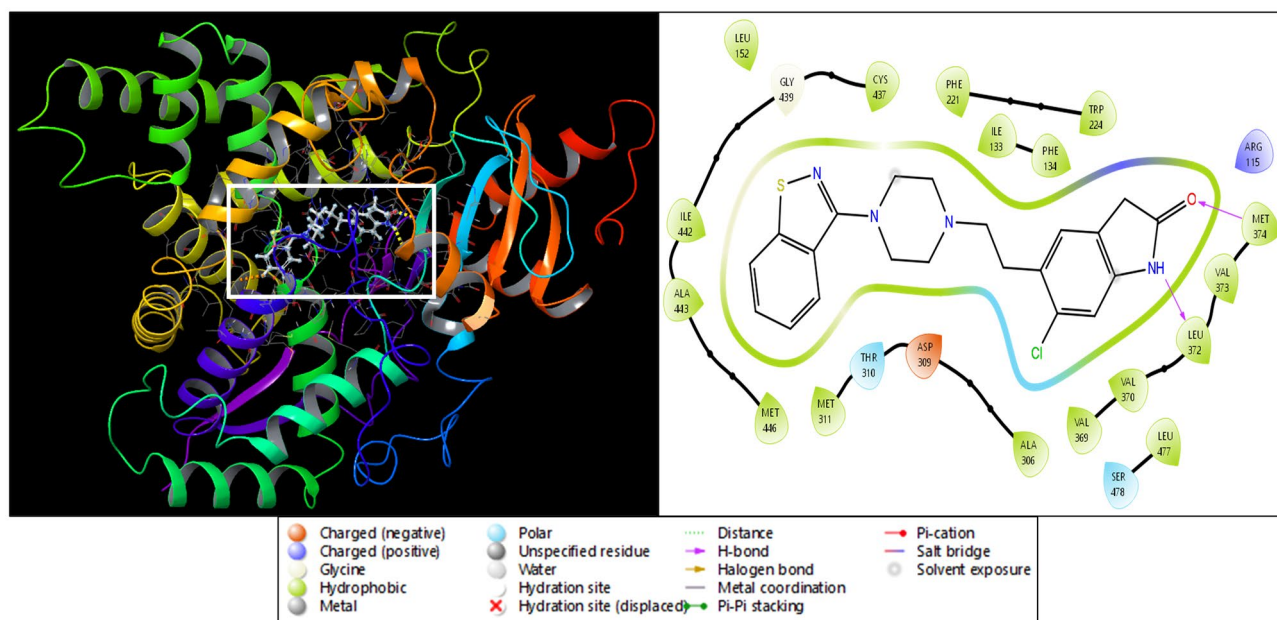 LEU
152
GLY
439
CYS
437
PHE
221
TRP
224
ILE
133
PHE
134
ARG
115
S
N
N
N
O
NH
Cl
MET
374
VAL
373
LEU
372
VAL
370
VAL
369
LEU
477
SER
478
ILE
442
ALA
443
MET
446
MET
311
THR
310
ASP
309
ALA
306
Charged (negative)
Charged (positive)
Glycine
Hydrophobic
Metal
Polar
Unspecified residue
Water
Hydration site
Hydration site (displaced)
Distance
H-bond
Halogen bond
Metal coordination
Pi-Pi stacking
Pi-cation
Salt bridge
Solvent exposure